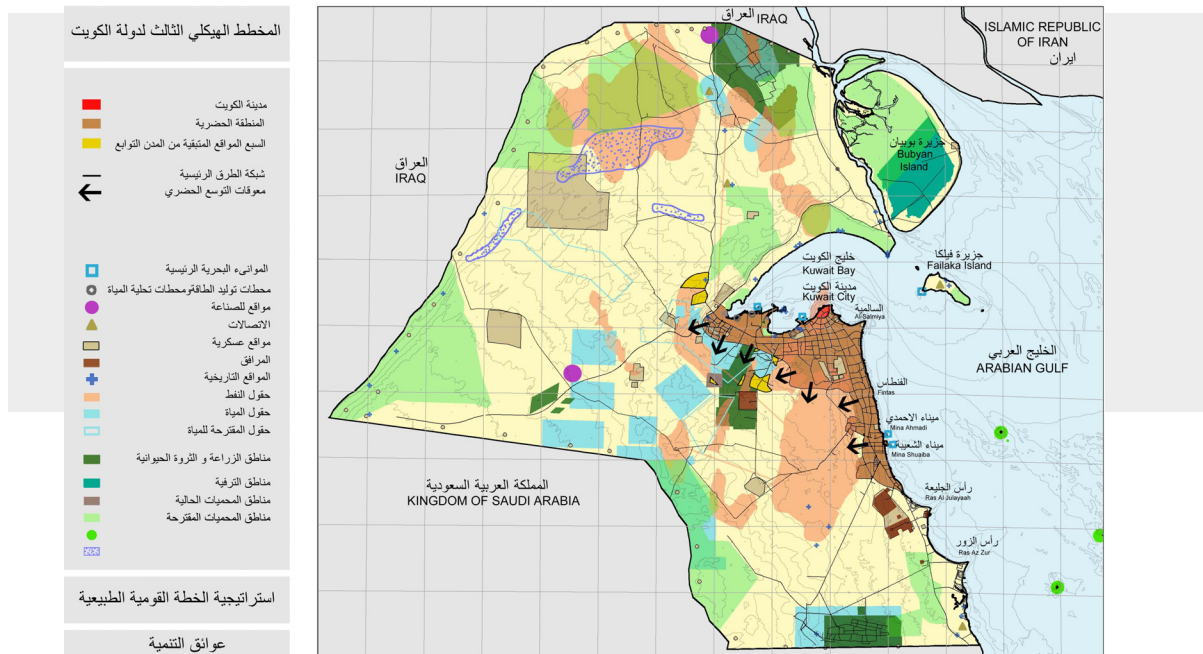 المخطط الهيكلي الثالث لدولة الكويت
مدينة الكويت
المنطقة الحضرية
السبع المواقع المتبقية من المدن التوابع
شبكة الطرق الرئيسية
معوقات التوسع الحضري
الموانىء البحرية الرئيسية
محطات توليد الطاقةومحطات تحلية المياة
مواقع للصناعة
الاتصالات
مواقع عسكرية
المرافق
المواقع التاريخية
حقول النفط
حقول المياة
حقول المقترحة للمياة
مناطق الزراعة و الثروة الحيوانية
مناطق الترفية
مناطق المحميات الحالية
مناطق المحميات المقترحة
استراتيجية الخطة القومية الطبيعية
عوائق التنمية
العراق
IRAQ
ISLAMIC REPUBLIC
OF IRAN
ايران
العراق
IRAQ
جزيرة بوبيان
Bubyan
Island
خليج الكويت
Kuwait Bay
جزيرة فيلكا
Failaka Island
مدينة الكويت
Kuwait City
السالمية
Al-Salmiya
الخليج العربي
ARABIAN GULF
الفنطاس
Fintas
ميناء الاحمدي
Mina Ahmadi
ميناء الشعيبة
Mina Shuaiba
المملكة العربية السعودية
KINGDOM OF SAUDI ARABIA
رأس الجليعة
Ras Al Julayaah
رأس الزور
Ras Az Zur